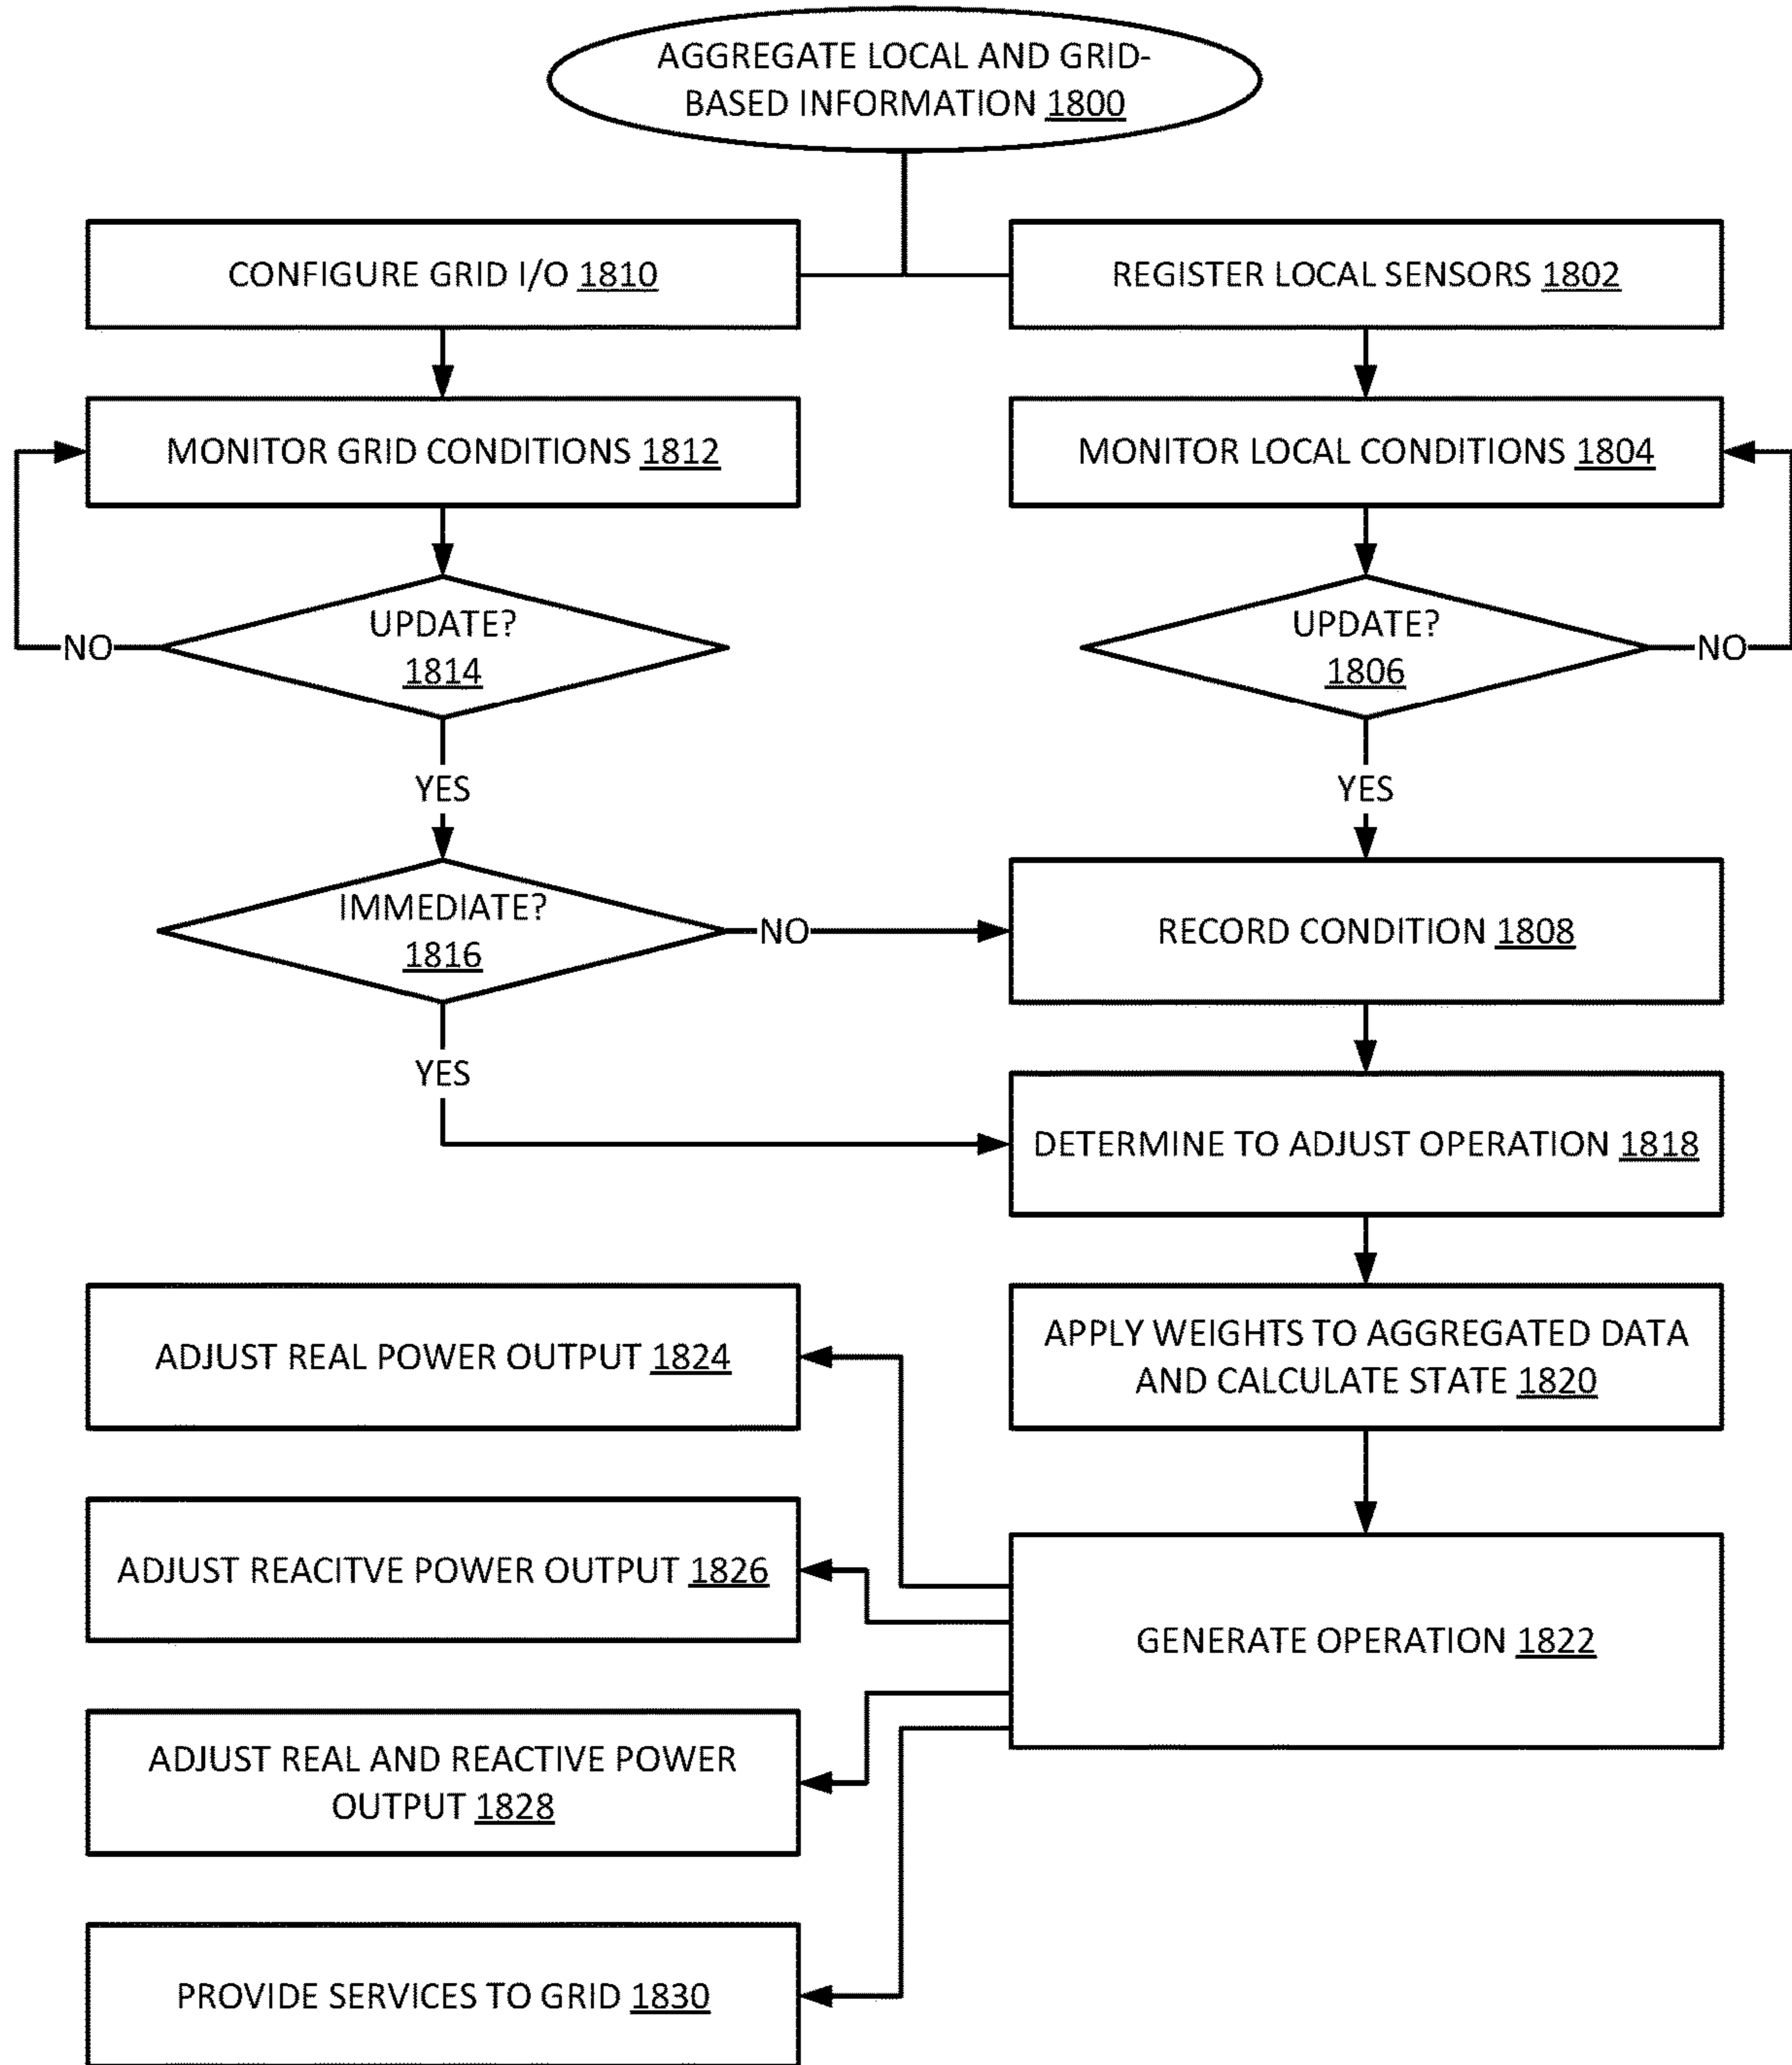 AGGREGATE LOCAL AND GRID-
BASED INFORMATION 1800
CONFIGURE GRID I/O 1810
REGISTER LOCAL SENSORS 1802
MONITOR GRID CONDITIONS 1812
MONITOR LOCAL CONDITIONS 1804
UPDATE?
1814
NO
UPDATE?
1806
NO
YES
YES
IMMEDIATE?
1816
NO
RECORD CONDITION 1808
YES
DETERMINE TO ADJUST OPERATION 1818
ADJUST REAL POWER OUTPUT 1824
APPLY WEIGHTS TO AGGREGATED DATA
AND CALCULATE STATE 1820
ADJUST REACITVE POWER OUTPUT 1826
GENERATE OPERATION 1822
ADJUST REAL AND REACTIVE POWER
OUTPUT 1828
PROVIDE SERVICES TO GRID 1830